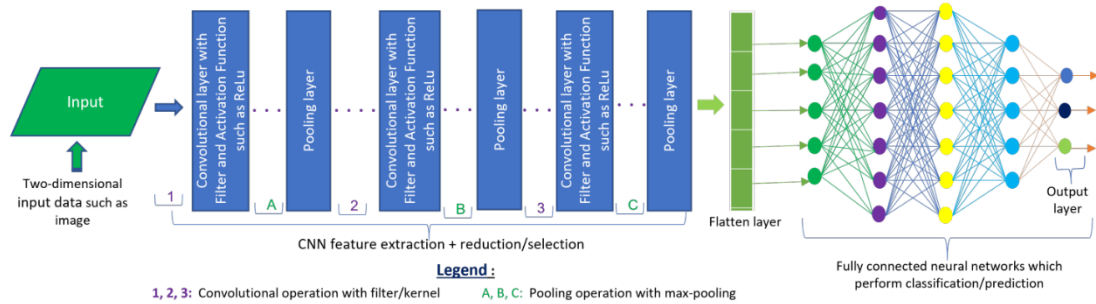 Input
Two-dimensional
input data such as
image
1
Convolutional layer with
Filter and Activation Function
such as ReLu
A
Pooling layer
2
Convolutional layer with
Filter and Activation Function
such as ReLu
B
Pooling layer
3
Convolutional layer with
Filter and Activation Function
such as ReLu
C
Pooling layer
CNN feature extraction + reduction/selection
Flatten layer
Output
layer
Fully connected neural networks which
perform classification/prediction
Legend :
1, 2, 3: Convolutional operation with filter/kernel
A, B, C: Pooling operation with max-pooling